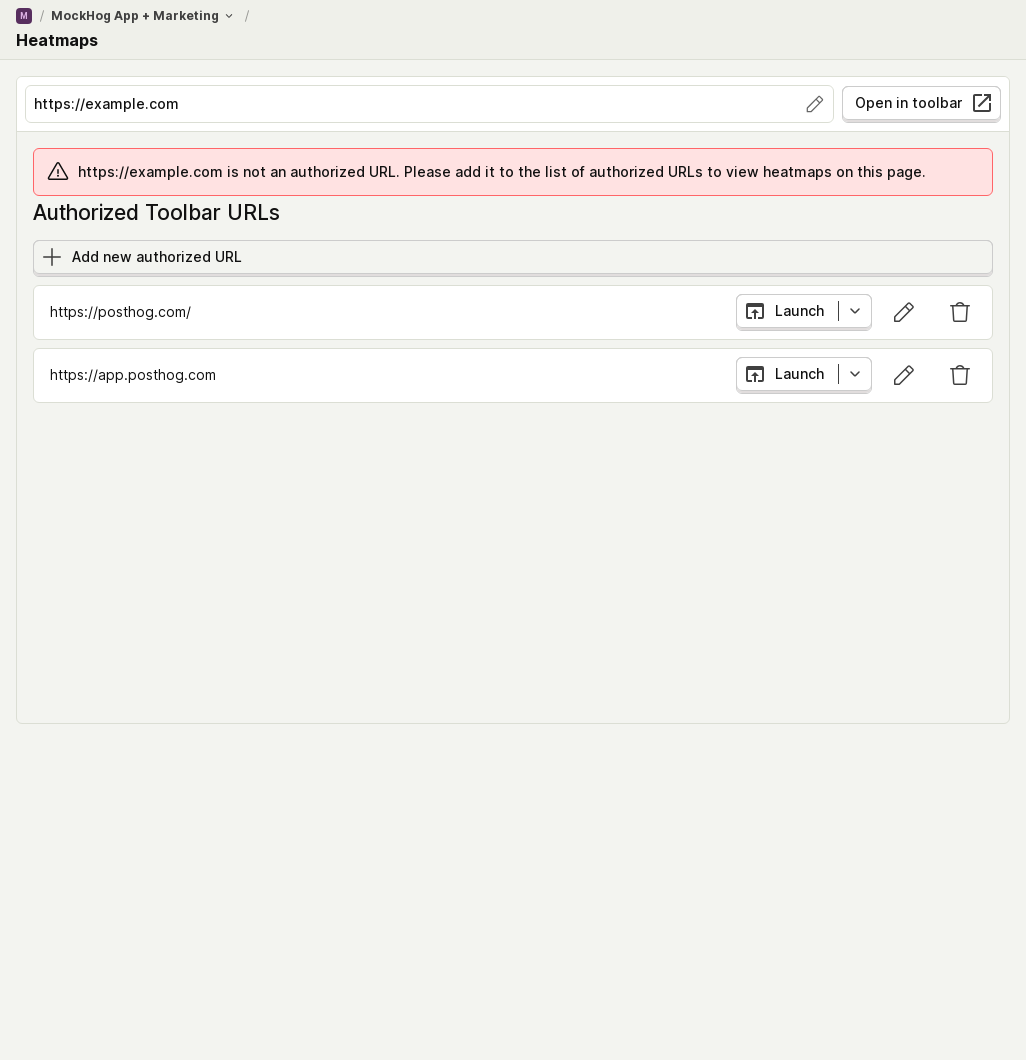 M / MockHog App + Marketing /
Heatmaps
https://example.com
Open in toolbar
https://example.com is not an authorized URL. Please add it to the list of authorized URLs to view heatmaps on this page.
Authorized Toolbar URLs
Add new authorized URL
https://posthog.com/ Launch
https://app.posthog.com Launch